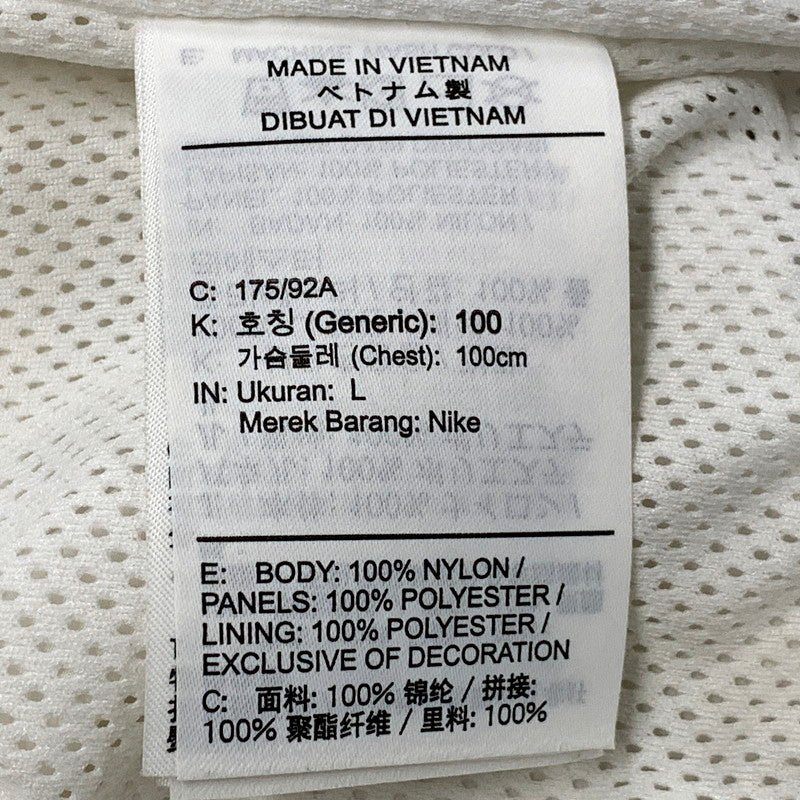 MADE IN VIETNAM
ベトナム製
DIBUAT DI VIETNAM
C: 175/92A
K: 호칭 (Generic): 100
가슴둘레 (Chest): 100cm
IN: Ukuran: L
Merek Barang: Nike
E: BODY: 100% NYLON /
PANELS: 100% POLYESTER /
LINING: 100% POLYESTER /
EXCLUSIVE OF DECORATION
C: 面料: 100% 锦纶 / 拼接:
100% 聚酯纤维 / 里料: 100%